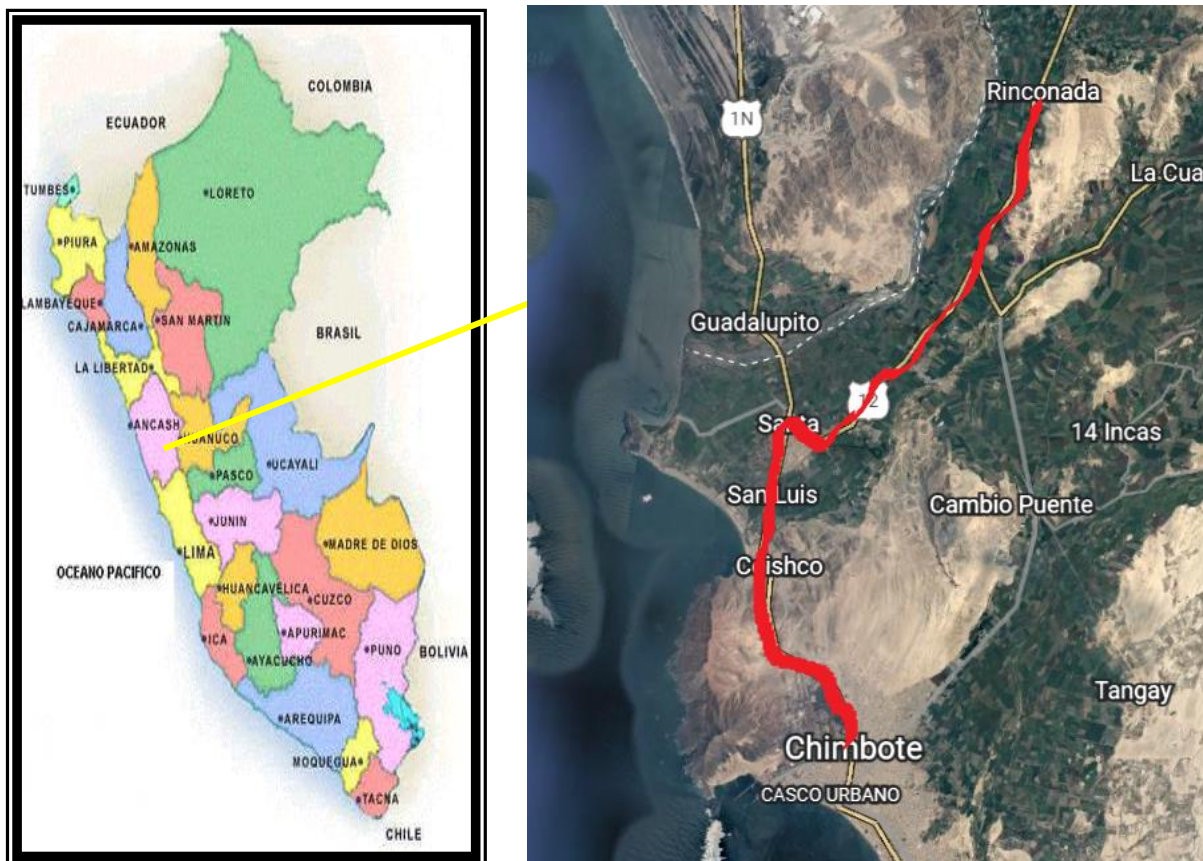 COLOMBIA
ECUADOR
TUMBES
LORETO
PIURA
AMAZONAS
LAMBAYEQUE
SAN MARTIN
CAJAMARCA
BRASIL
LA LIBERTAD
ANCASH
HUANUCO
UCAYALI
PASCO
JUNIN
MADRE DE DIOS
LIMA
OCEANO PACIFICO
HUANCAVELICA
CUZCO
ICA
APURIMAC
PUNO
BOLIVIA
AYACUCHO
AREQUIPA
MOQUEGUA
TACNA
CHILE
Rinconada
1N
La Cua
Guadalupito
12
Santa
14 Incas
San Luis
Cambio Puente
Coishco
Tangay
Chimbote
CASCO URBANO